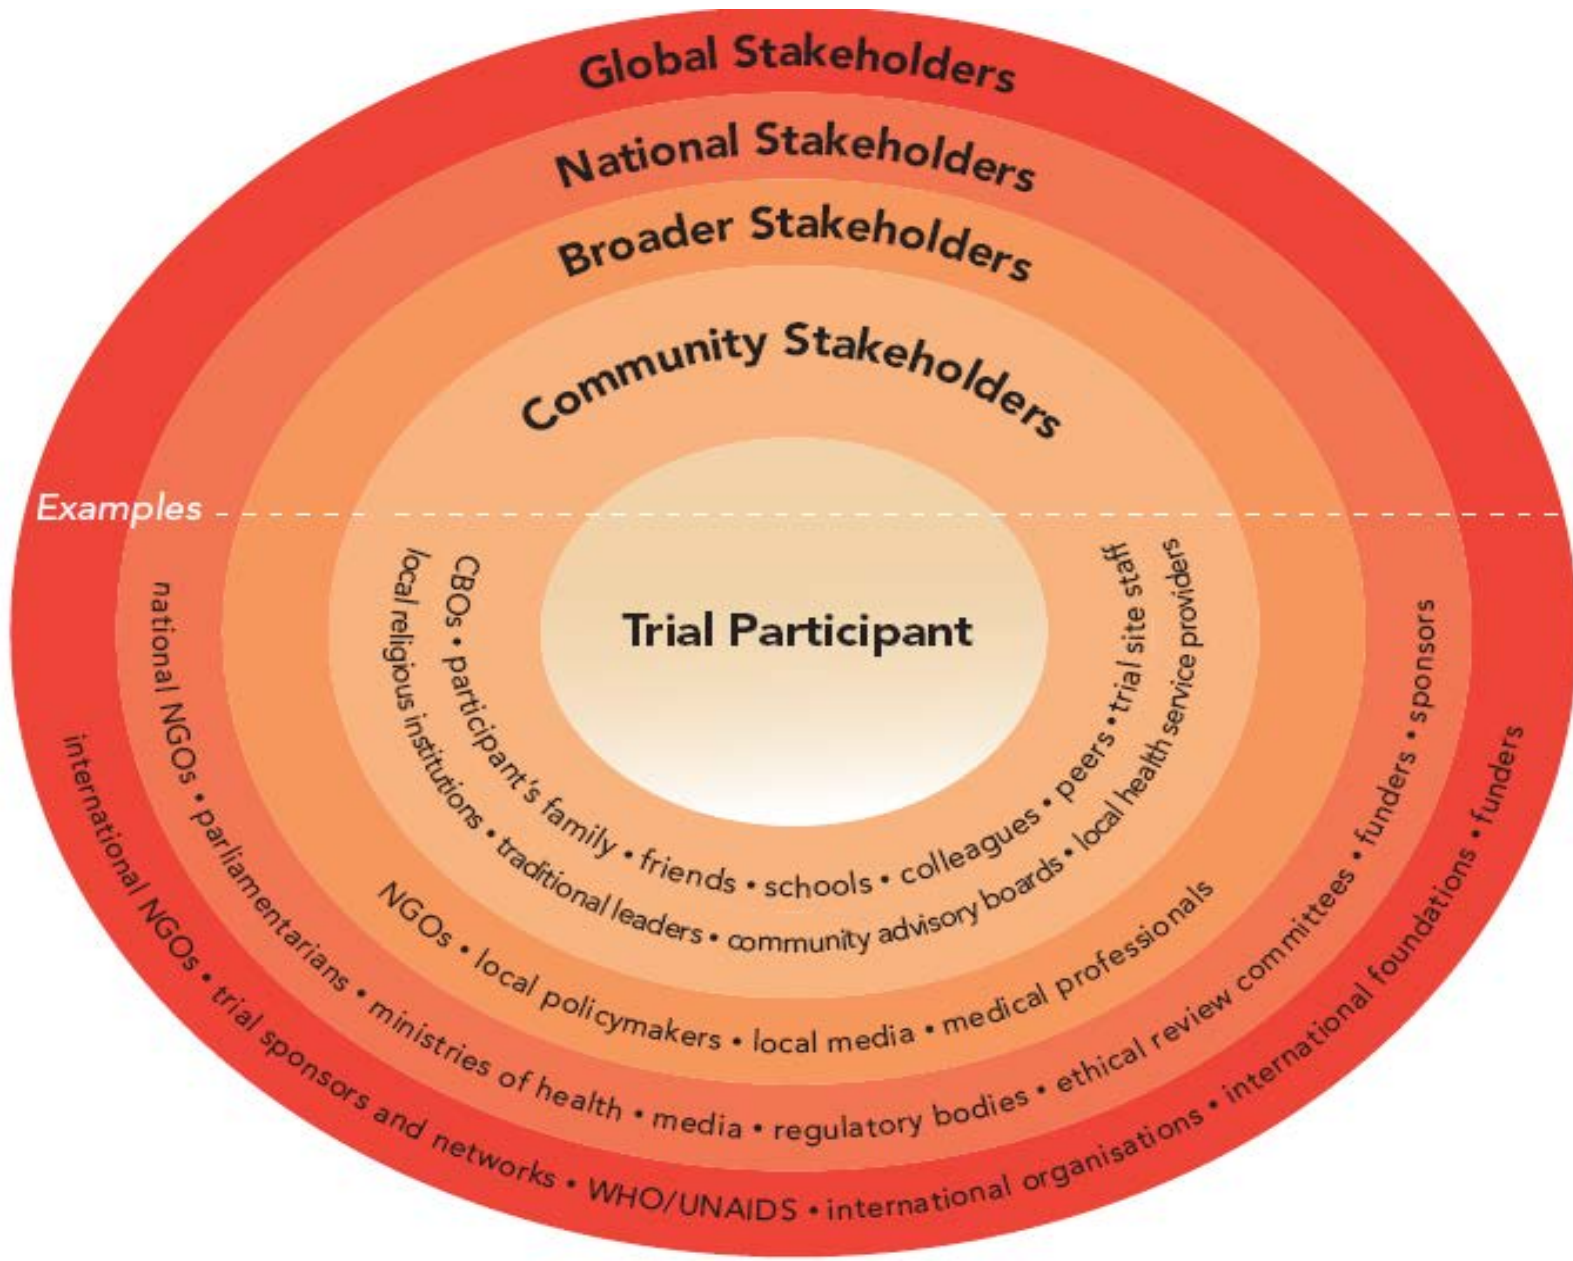 Global Stakeholders
National Stakeholders
Broader Stakeholders
Community Stakeholders
Examples
Trial Participant
CBOs • participant's family • friends • schools • colleagues • peers • trial site staff
local religious institutions • traditional leaders • community advisory boards • local health service providers
NGOs • local policymakers • local media • medical professionals
national NGOs • parliamentarians • ministries of health • media • regulatory bodies • ethical review committees • funders • sponsors
international NGOs • trial sponsors and networks • WHO/UNAIDS • international organisations • international foundations • funders